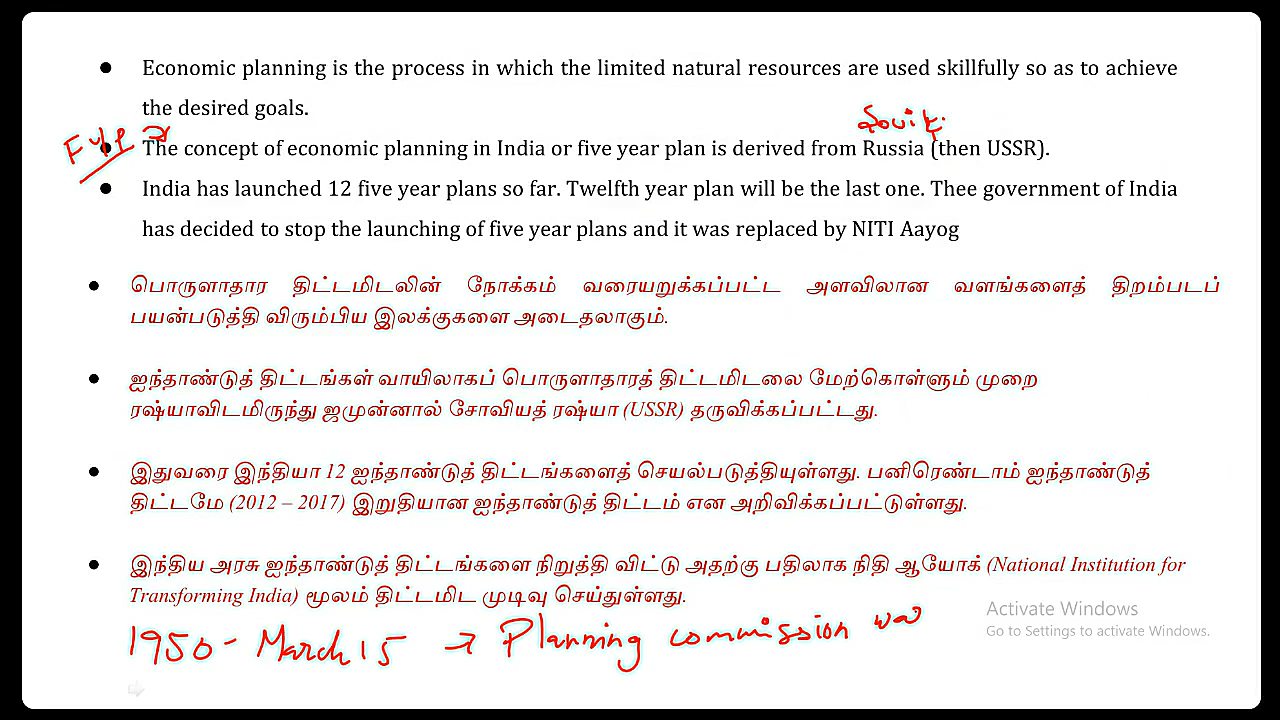 ● Economic planning is the process in which the limited natural resources are used skillfully so as to achieve
the desired goals.
Soviet
FYP →
● The concept of economic planning in India or five year plan is derived from Russia (then USSR).
● India has launched 12 five year plans so far. Twelfth year plan will be the last one. Thee government of India
has decided to stop the launching of five year plans and it was replaced by NITI Aayog
● பொருளாதார திட்டமிடலின் நோக்கம் வரையறுக்கப்பட்ட அளவிலான வளங்களைத் திறம்படப்
பயன்படுத்தி விரும்பிய இலக்குகளை அடைதலாகும்.
● ஐந்தாண்டுத் திட்டங்கள் வாயிலாகப் பொருளாதாரத் திட்டமிடலை மேற்கொள்ளும் முறை
ரஷ்யாவிடமிருந்து ஜமுன்னால் சோவியத் ரஷ்யா (USSR) தருவிக்கப்பட்டது.
● இதுவரை இந்தியா 12 ஐந்தாண்டுத் திட்டங்களைத் செயல்படுத்தியுள்ளது. பனிரெண்டாம் ஐந்தாண்டுத்
திட்டமே (2012 – 2017) இறுதியான ஐந்தாண்டுத் திட்டம் என அறிவிக்கப்பட்டுள்ளது.
● இந்திய அரசு ஐந்தாண்டுத் திட்டங்களை நிறுத்தி விட்டு அதற்கு பதிலாக நிதி ஆயோக் (National Institution for
Transforming India) மூலம் திட்டமிட முடிவு செய்துள்ளது.
1950 - March 15 → Planning commission was
Activate Windows
Go to Settings to activate Windows.